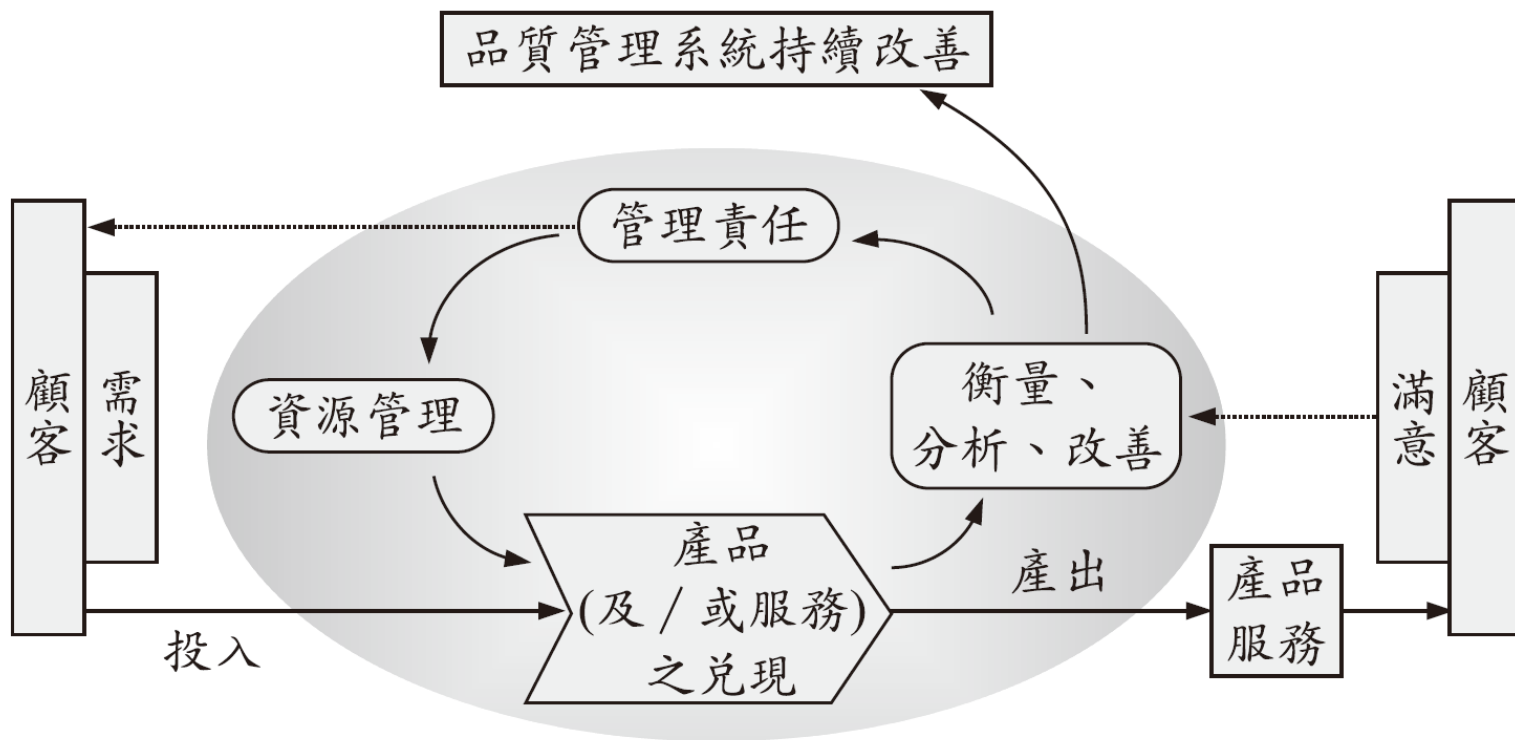 品質管理系統持續改善
管理責任
顧客
需求
資源管理
衡量、
分析、改善
滿意
顧客
產品
(及/或服務)
之兑現
投入
產出
產品
服務